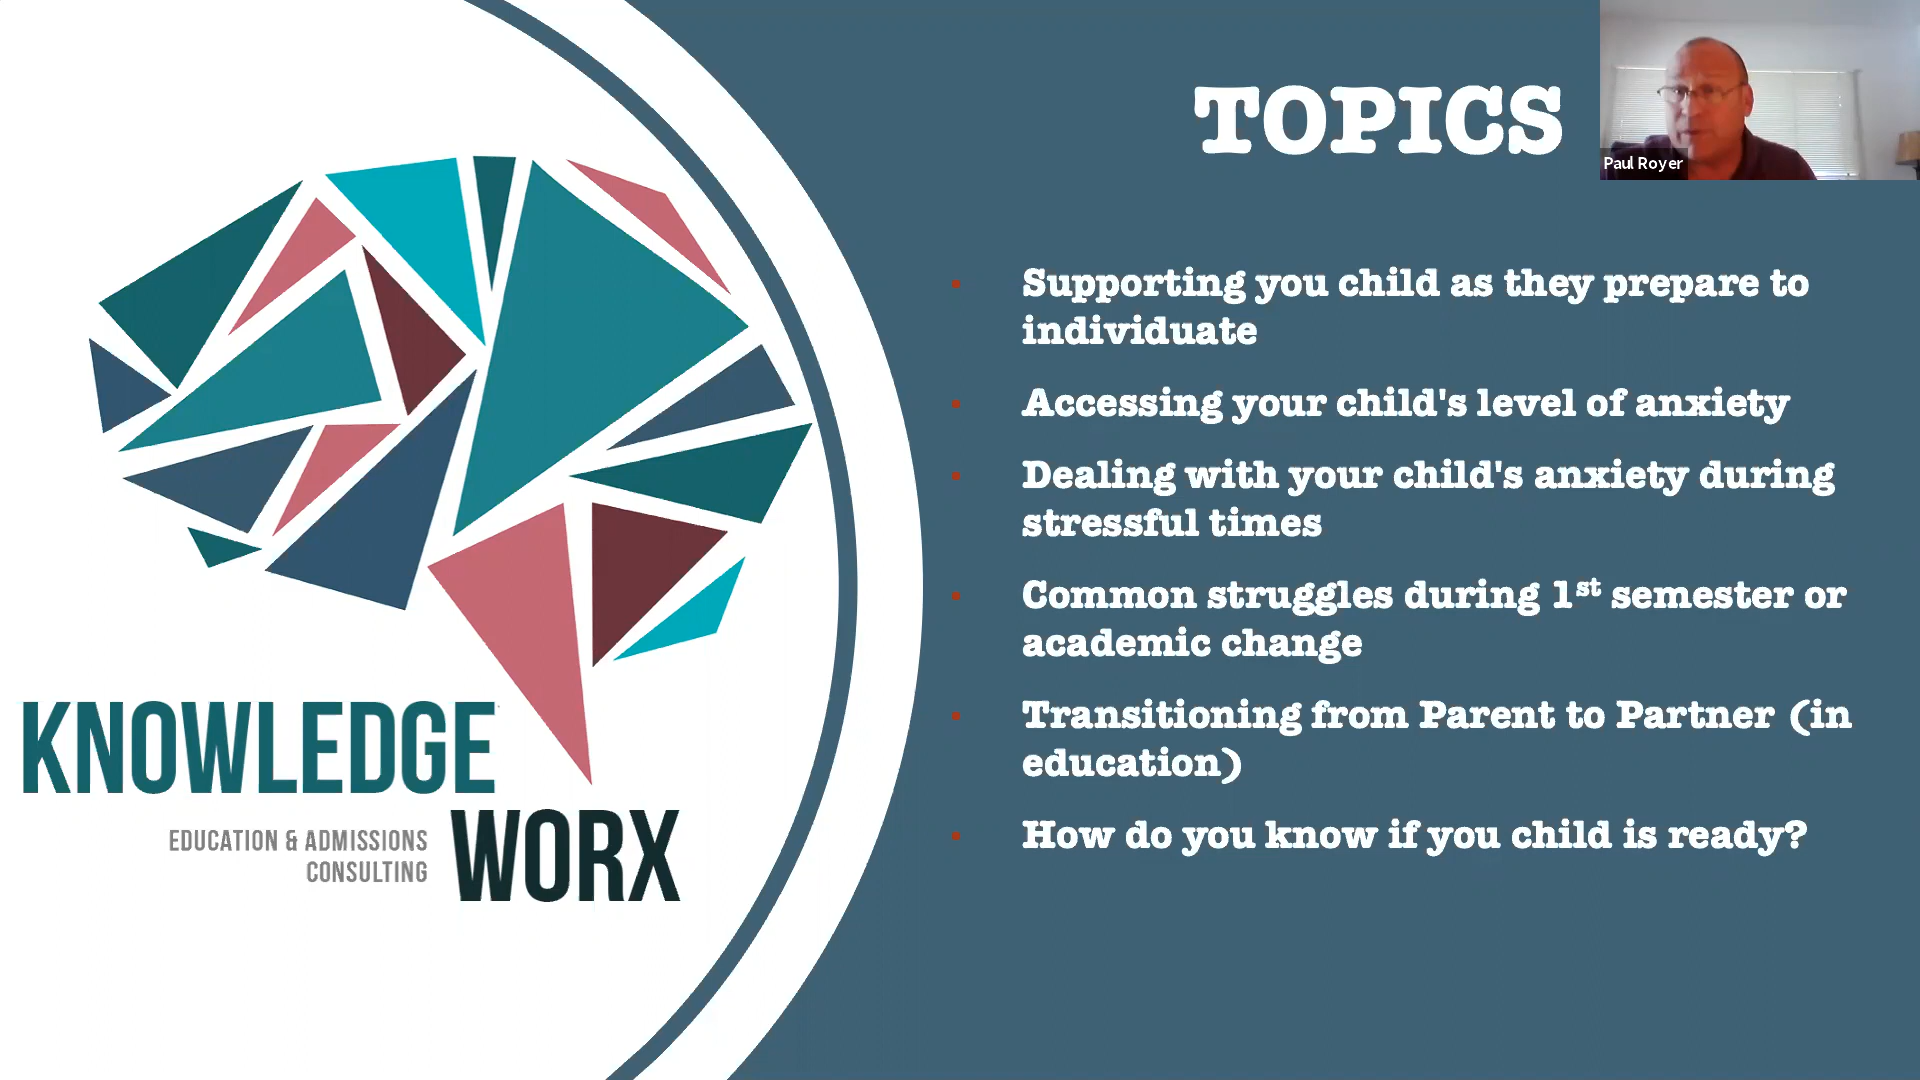 TOPICS
Paul Royer
Supporting you child as they prepare to
individuate
Accessing your child's level of anxiety
Dealing with your child's anxiety during
stressful times
Common struggles during 1st semester or
academic change
Transitioning from Parent to Partner (in
education)
How do you know if you child is ready?
KNOWLEDGE
WORX
EDUCATION & ADMISSIONS
CONSULTING